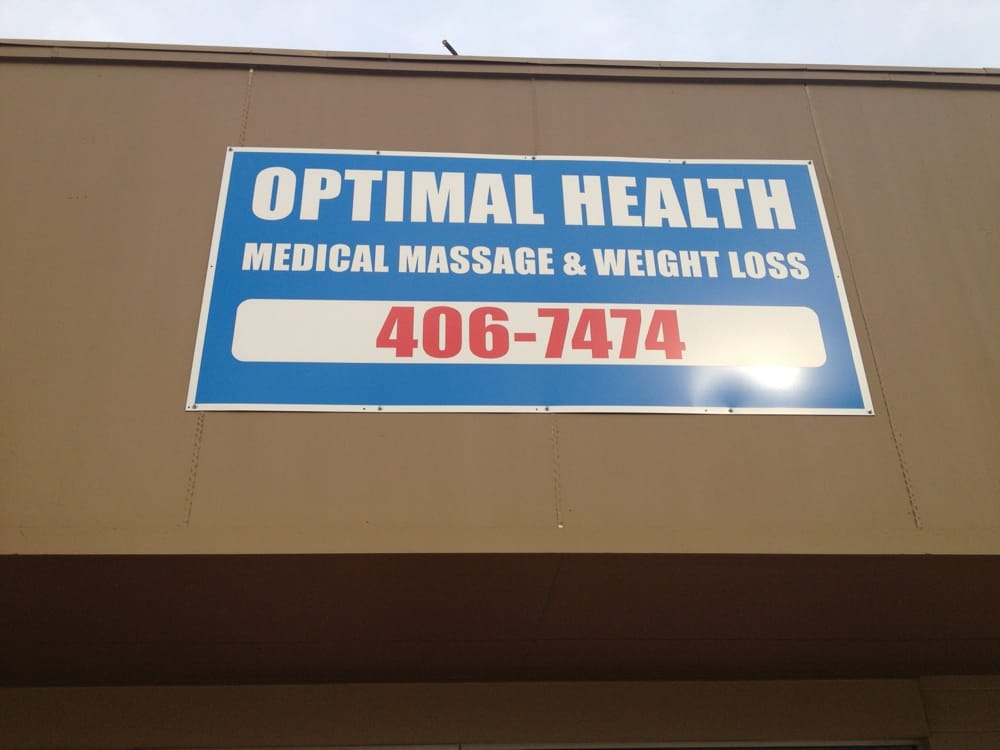 OPTIMAL HEALTH
MEDICAL MASSAGE & WEIGHT LOSS
406-7474